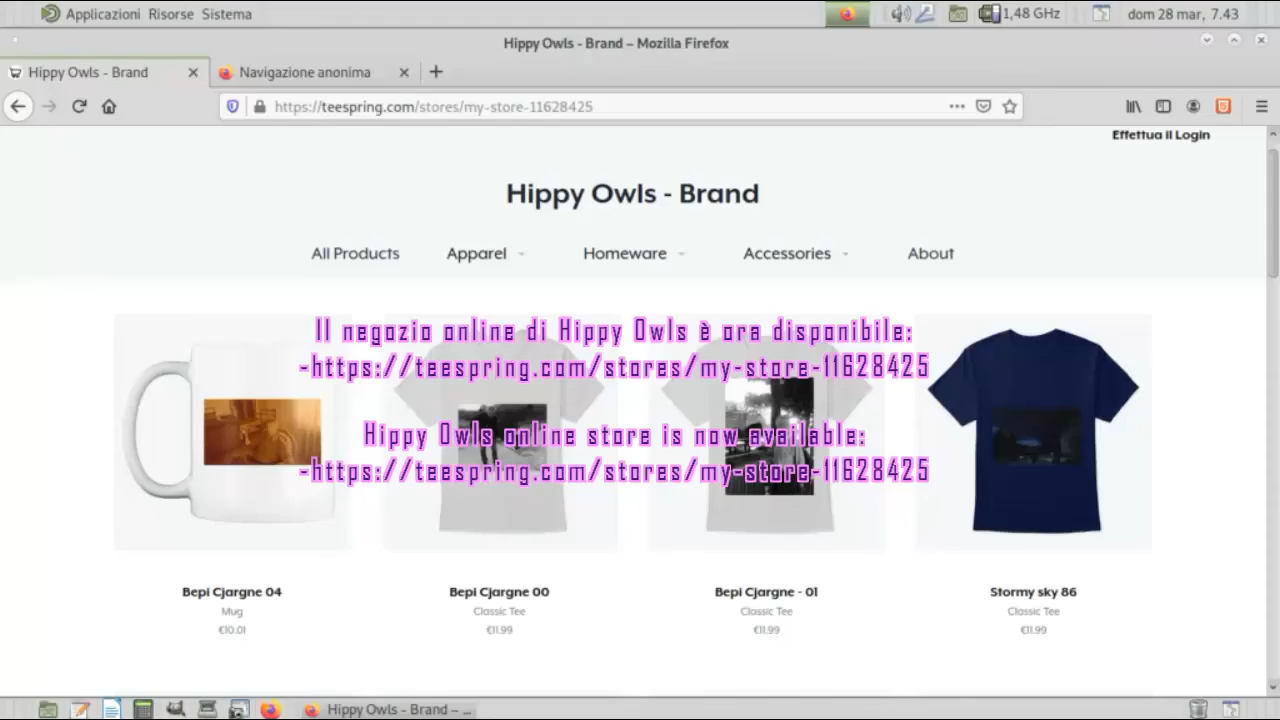 Applicazioni Risorse Sistema
1,48 GHz
dom 28 mar, 7.43
Hippy Owls - Brand – Mozilla Firefox
Hippy Owls - Brand
Navigazione anonima
https://teespring.com/stores/my-store-11628425
Effettua il Login
Hippy Owls - Brand
All Products Apparel Homeware Accessories About
Il negozio online di Hippy Owls è ora disponibile:
-https://teespring.com/stores/my-store-11628425
Hippy Owls online store is now available:
-https://teespring.com/stores/my-store-11628425
Bepi Cjargne 04
Mug
€10.01
Bepi Cjargne 00
Classic Tee
€11.99
Bepi Cjargne - 01
Classic Tee
€11.99
Stormy sky 86
Classic Tee
€11.99
Hippy Owls - Brand – ...